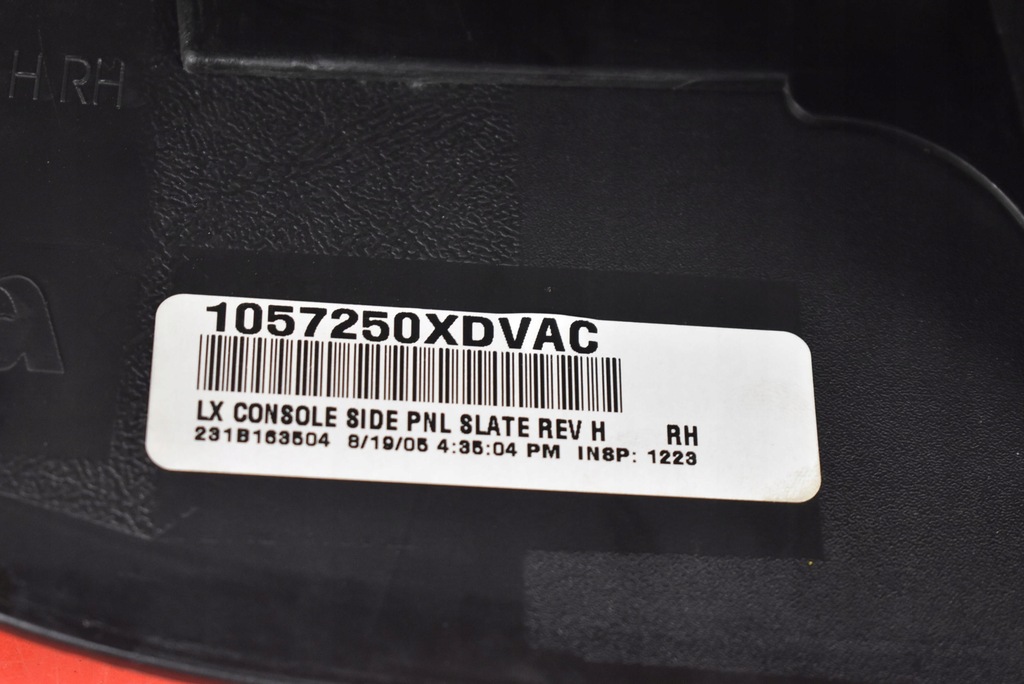 H RH
1057250XDVAC
LX CONSOLE SIDE PNL SLATE REV H RH
231B163504 8/19/05 4:35:04 PM INSP: 1223